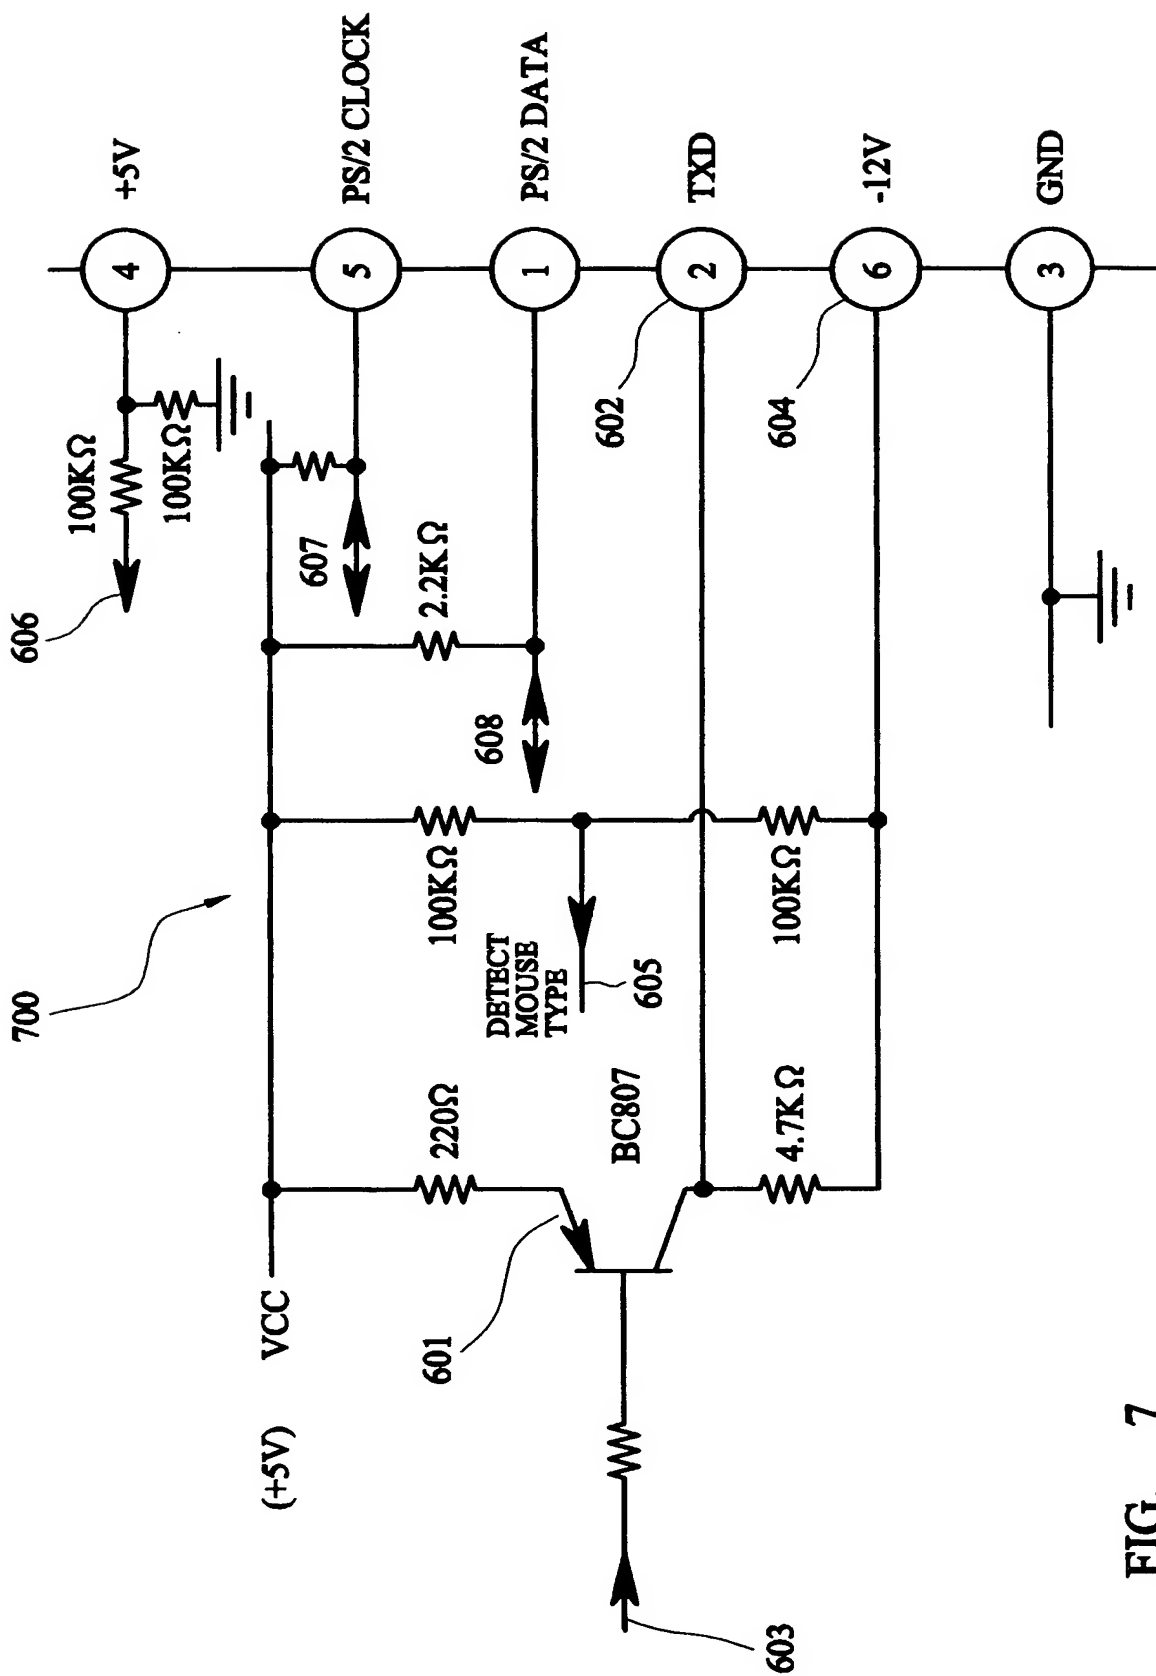 700
606
100KΩ
100KΩ
+5V
4
(+5V) VCC
607
PS/2 CLOCK
5
220Ω
100KΩ
2.2KΩ
608
PS/2 DATA
1
601
DETECT
MOUSE
TYPE
605
BC807
602
TXD
2
603
4.7KΩ
100KΩ
604
-12V
6
GND
3
FIG. 7